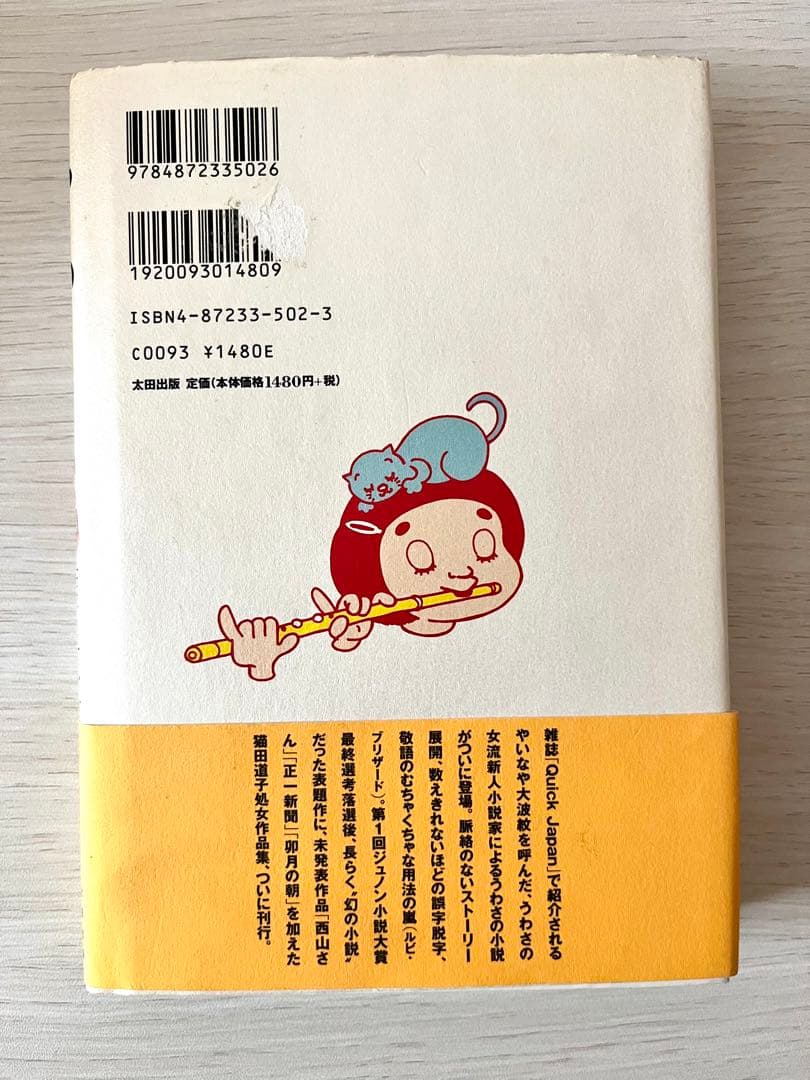 9784872335026
1920093014809
ISBN4-87233-502-3
C0093 ¥1480E
太田出版 定価(本体価格1480円+税)
雑誌「Quick Japan」で紹介される
やいなや大波紋を呼んだ、うわさの
女流新人小説家によるうわさの小説
がついに登場。脈絡のないストーリー
展開、数えきれないほどの誤字脱字、
敬語のむちゃくちゃな用法の嵐(ルビ・
ブリザード)。第1回ジュノン小説大賞
最終選考落選後、長らく“幻の小説”
だった表題作に、未発表作品「西山さ
ん」「正一新聞」「卯月の朝」を加えた
猫田道子処女作品集、ついに刊行。